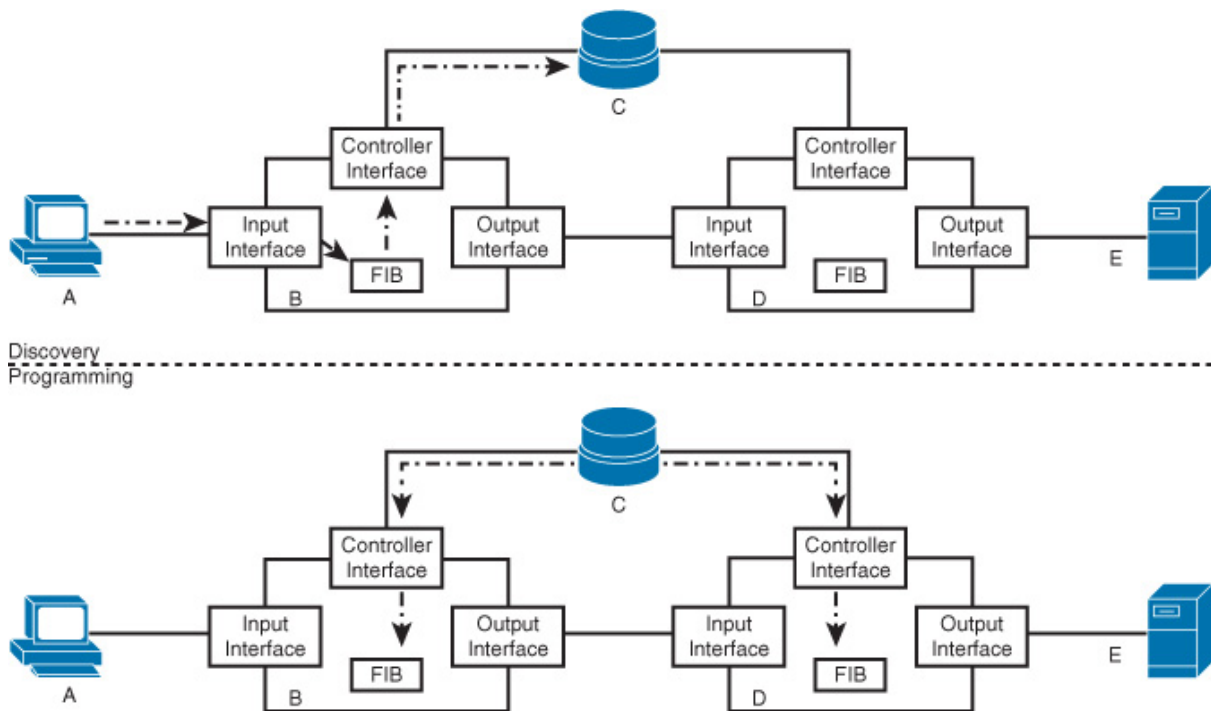 C
Controller
Interface
Controller
Interface
Input
Interface
Output
Interface
Input
Interface
Output
Interface
FIB
FIB
A
B
D
E
Discovery
Programming
C
Controller
Interface
Controller
Interface
Input
Interface
Output
Interface
Input
Interface
Output
Interface
FIB
FIB
A
B
D
E